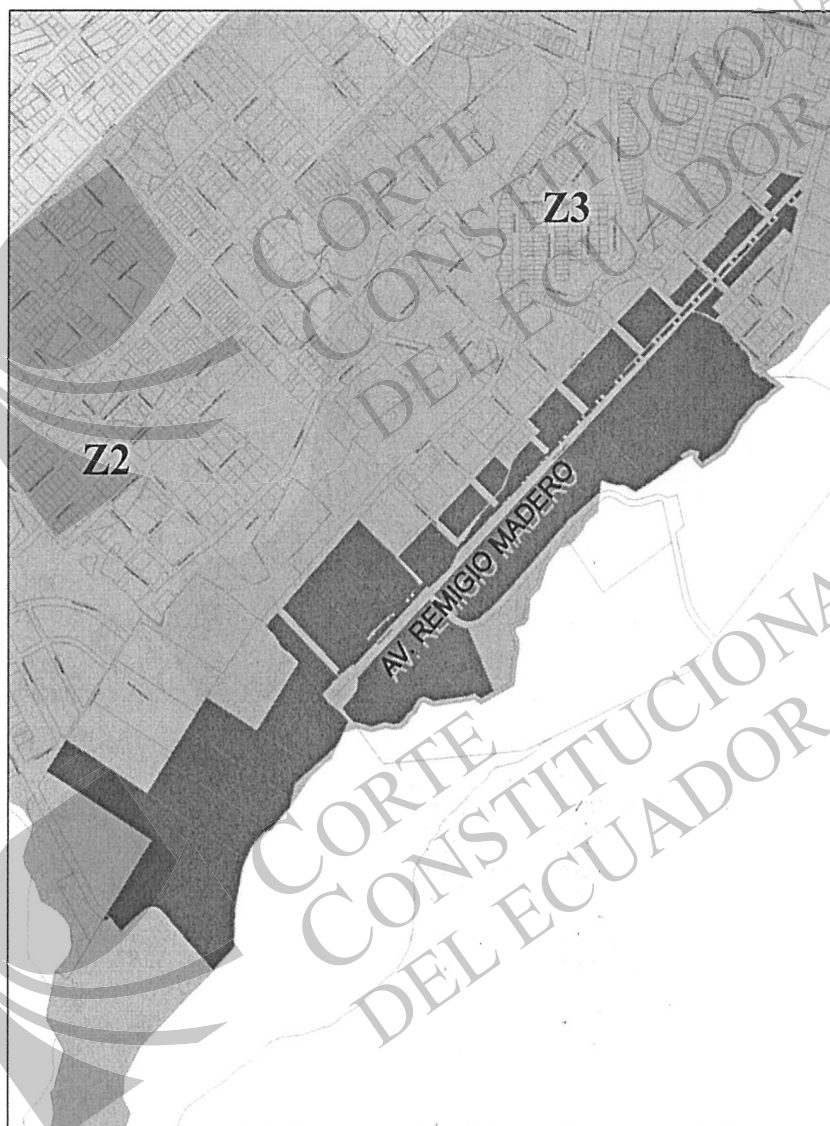 CORTE
CONSTITUCIONAL
DEL ECUADOR
Z3
Z2
AV. REMIGIO MADERO
CORTE
CONSTITUCIONAL
DEL ECUADOR